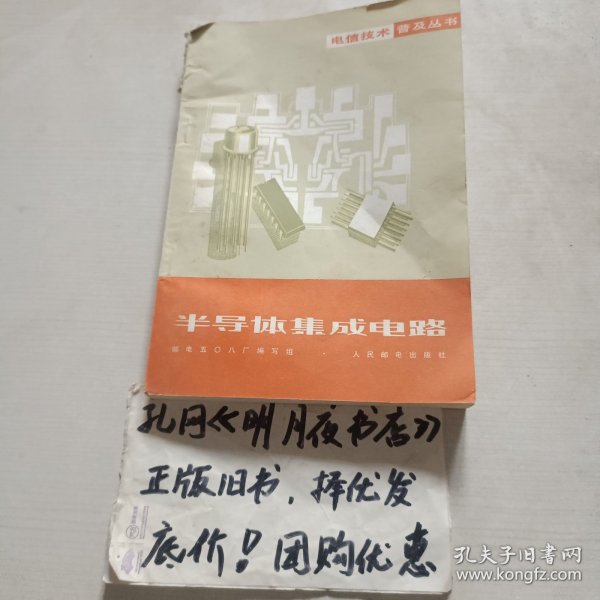 电信技术 普及丛书
半导体集成电路
邮电五〇八厂编写组 · 人民邮电出版社
孔网《明月夜书店》
正版旧书,择优发
底价!团购优惠
孔夫子旧书网
www.kongfz.com